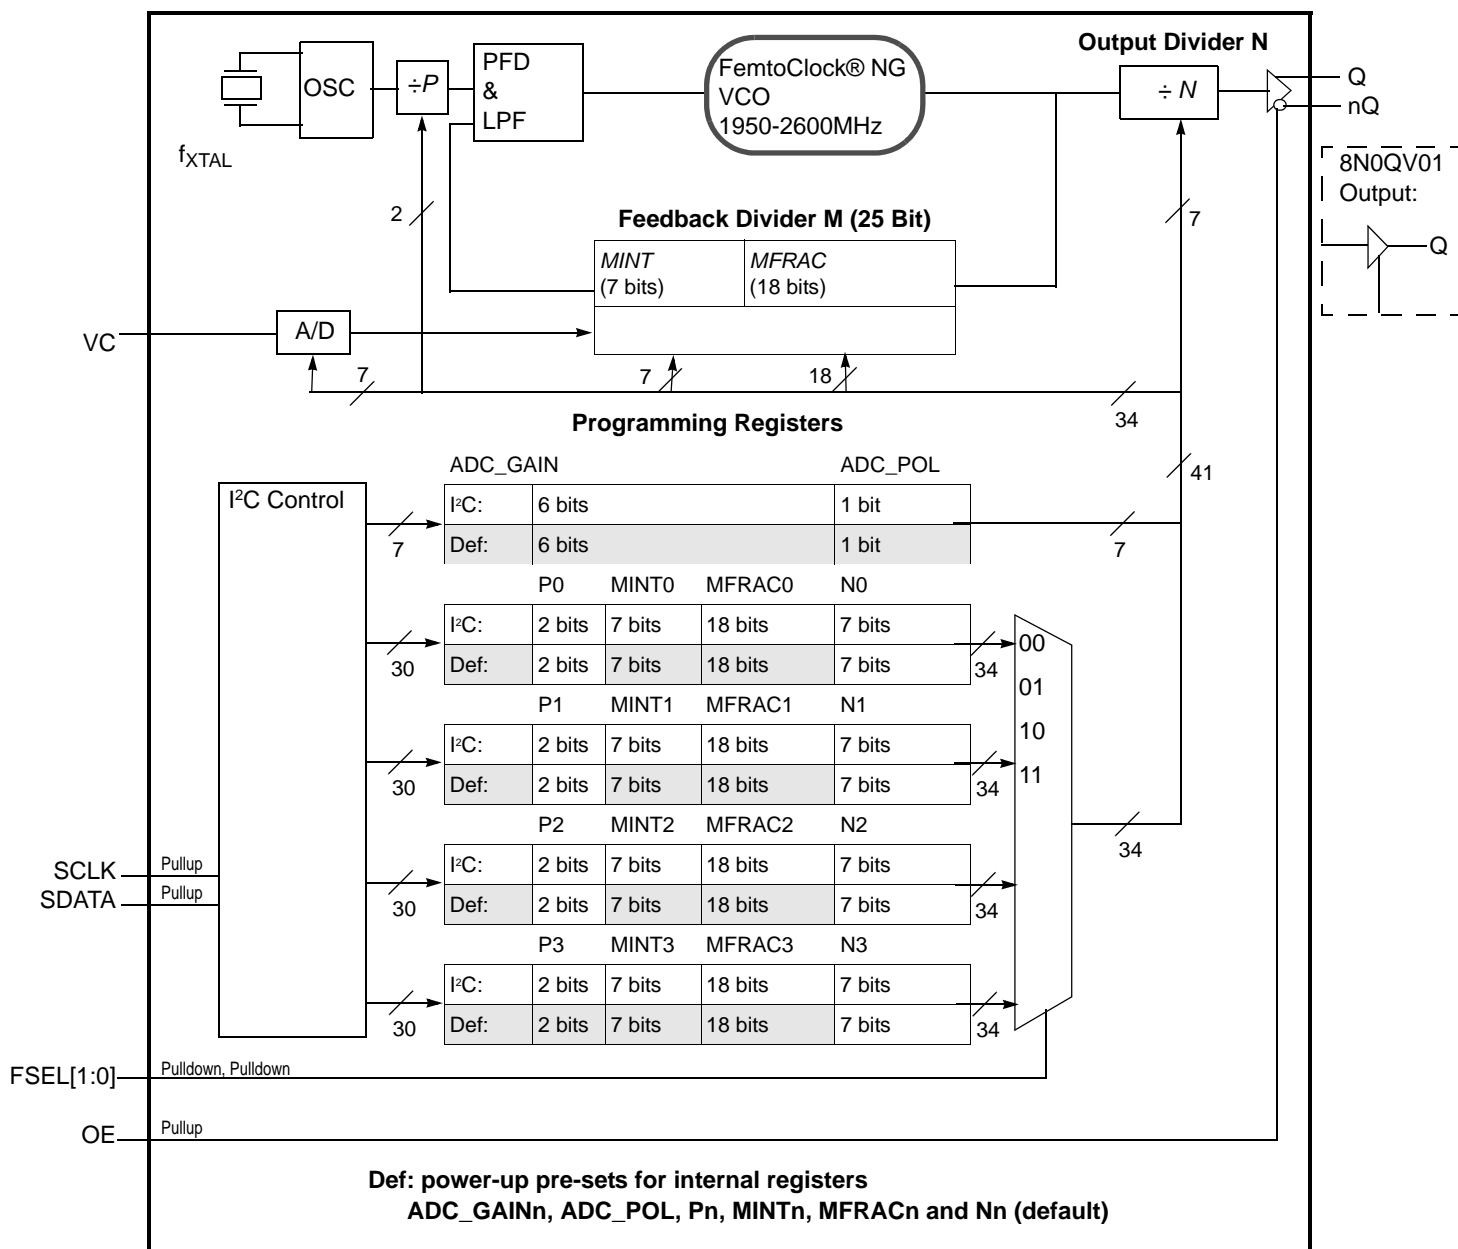 Output Divider N
PFD
&
LPF
FemtoClock® NG
VCO
1950-2600MHz
OSC
÷P
÷ N
Q
nQ
fXTAL
8N0QV01
Output:
Q
2
7
Feedback Divider M (25 Bit)
MINT
(7 bits)
MFRAC
(18 bits)
VC
A/D
7
7
18
34
Programming Registers
ADC_GAIN ADC_POL
41
I²C Control
I²C: 6 bits 1 bit
7
7
Def: 6 bits 1 bit
P0 MINT0 MFRAC0 N0
I²C: 2 bits 7 bits 18 bits 7 bits
30
34
Def: 2 bits 7 bits 18 bits 7 bits
00
01
10
11
P1 MINT1 MFRAC1 N1
I²C: 2 bits 7 bits 18 bits 7 bits
30
34
Def: 2 bits 7 bits 18 bits 7 bits
P2 MINT2 MFRAC2 N2
34
I²C: 2 bits 7 bits 18 bits 7 bits
30
34
Def: 2 bits 7 bits 18 bits 7 bits
SCLK Pullup
SDATA Pullup
P3 MINT3 MFRAC3 N3
I²C: 2 bits 7 bits 18 bits 7 bits
30
34
Def: 2 bits 7 bits 18 bits 7 bits
FSEL[1:0] Pulldown, Pulldown
OE Pullup
Def: power-up pre-sets for internal registers
ADC_GAINn, ADC_POL, Pn, MINTn, MFRACn and Nn (default)